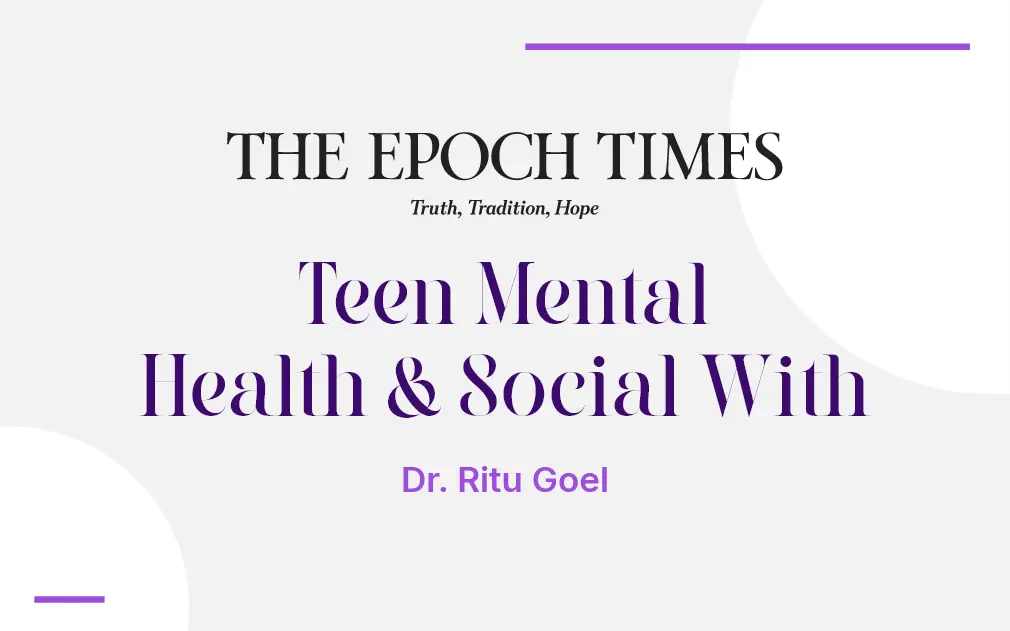 THE EPOCH TIMES
Truth, Tradition, Hope
Teen Mental
Health & Social With
Dr. Ritu Goel